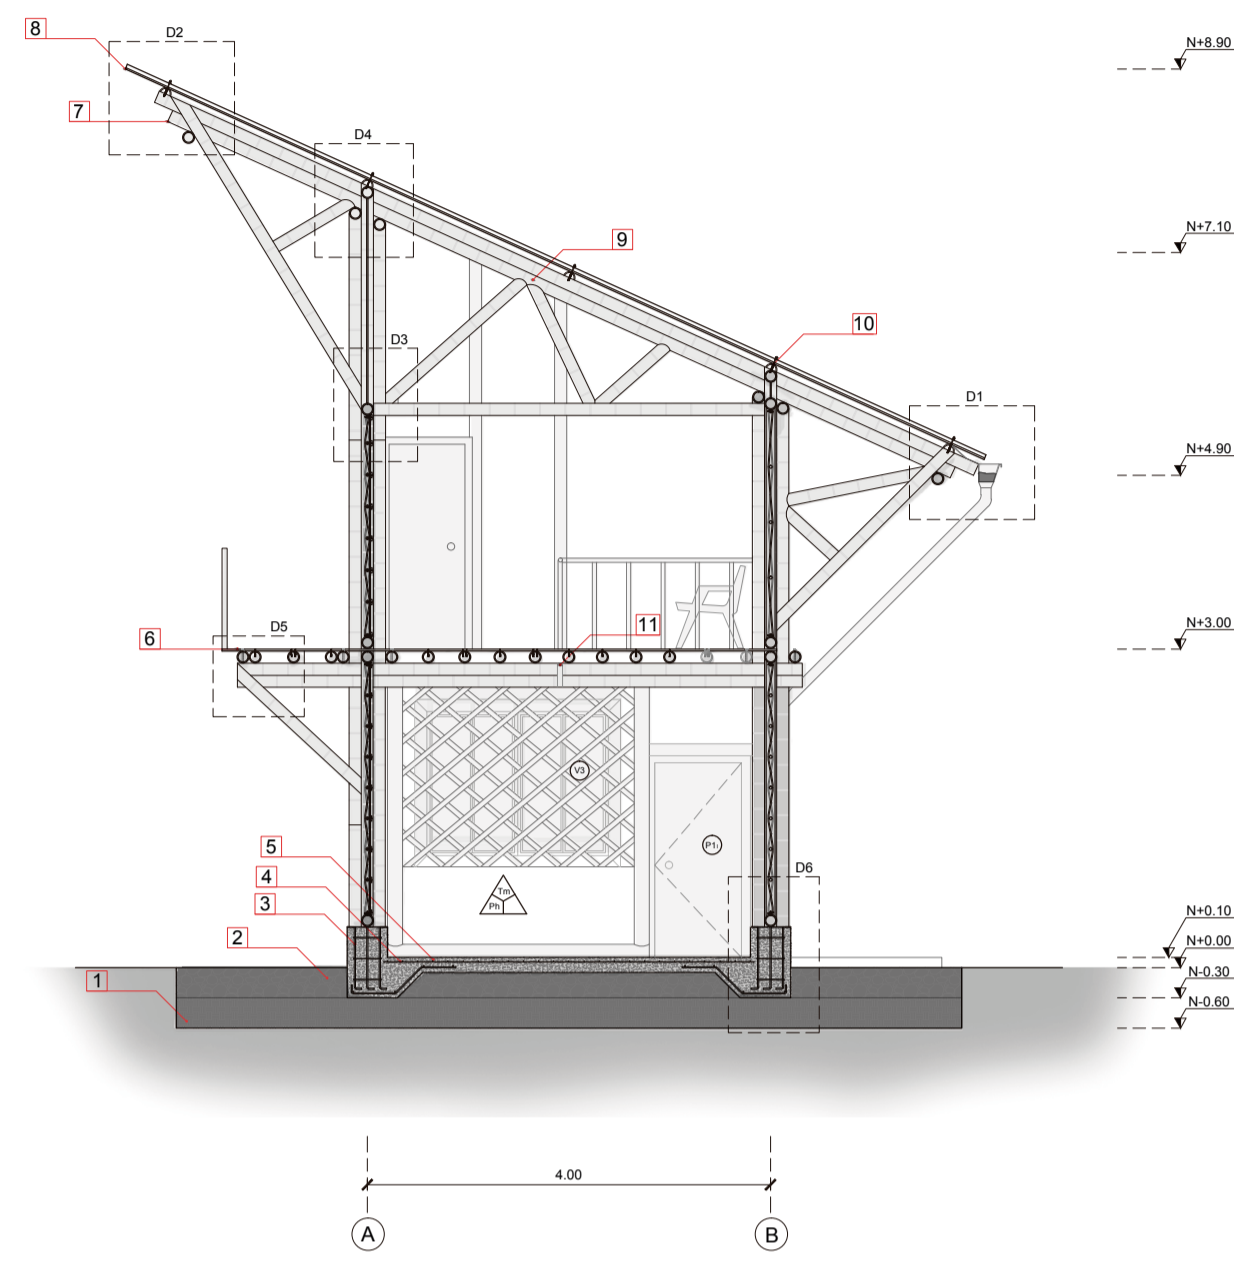 8
D2
N+8.90
7
D4
N+7.10
9
10
D3
D1
N+4.90
11
D5
6
N+3.00
V3
P1₁
5
D6
4
Tm
Ph
3
N+0.10
2
N+0.00
1
N-0.30
N-0.60
4.00
A
B